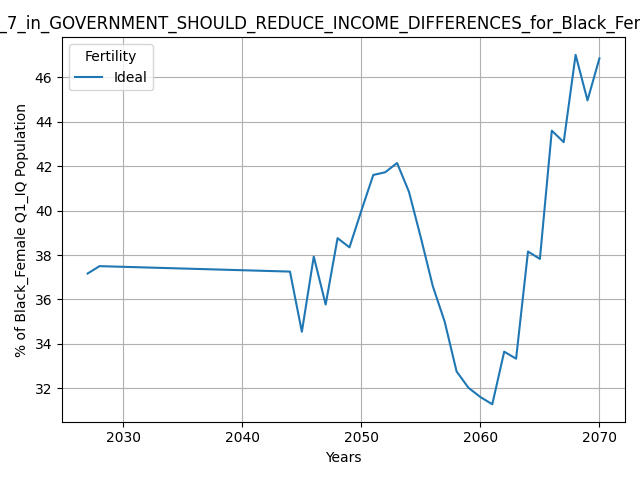 _7_in_GOVERNMENT_SHOULD_REDUCE_INCOME_DIFFERENCES_for_Black_Fer
Fertility
Ideal
% of Black_Female Q1_IQ Population
46
44
42
40
38
36
34
32
2030 2040 2050 2060 2070
Years